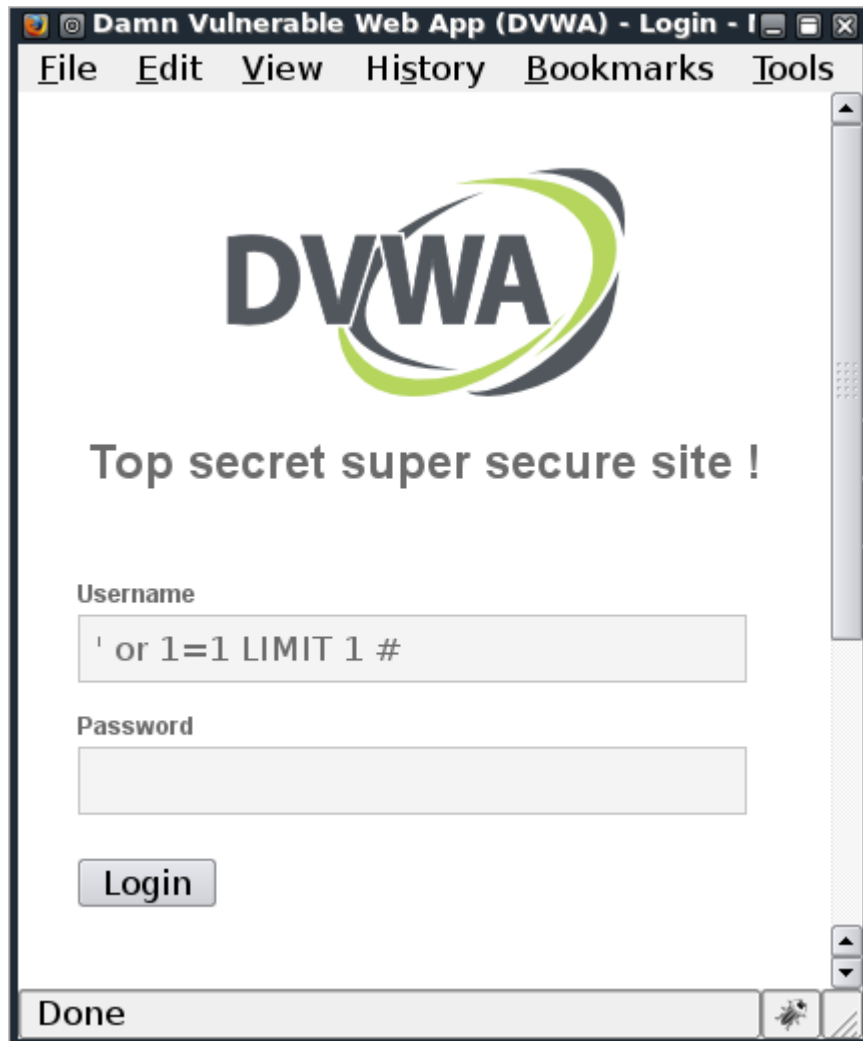 Damn Vulnerable Web App (DVWA) - Login -
File Edit View History Bookmarks Tools
DVWA
Top secret super secure site !
Username
' or 1=1 LIMIT 1 #
Password
Login
Done